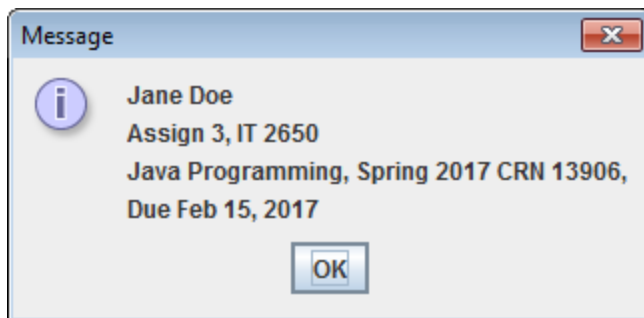 Message
Jane Doe
Assign 3, IT 2650
Java Programming, Spring 2017 CRN 13906,
Due Feb 15, 2017
OK